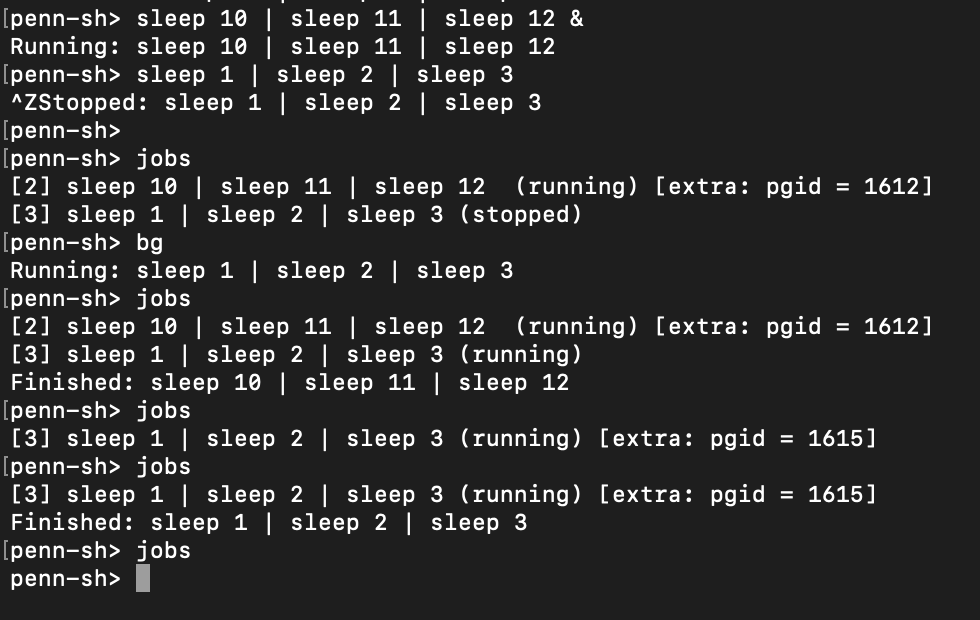 [penn-sh> sleep 10 | sleep 11 | sleep 12 &
Running: sleep 10 | sleep 11 | sleep 12
[penn-sh> sleep 1 | sleep 2 | sleep 3
^ZStopped: sleep 1 | sleep 2 | sleep 3
[penn-sh>
[penn-sh> jobs
[2] sleep 10 | sleep 11 | sleep 12  (running) [extra: pgid = 1612]
[3] sleep 1 | sleep 2 | sleep 3 (stopped)
[penn-sh> bg
Running: sleep 1 | sleep 2 | sleep 3
[penn-sh> jobs
[2] sleep 10 | sleep 11 | sleep 12  (running) [extra: pgid = 1612]
[3] sleep 1 | sleep 2 | sleep 3 (running)
Finished: sleep 10 | sleep 11 | sleep 12
[penn-sh> jobs
[3] sleep 1 | sleep 2 | sleep 3 (running) [extra: pgid = 1615]
[penn-sh> jobs
[3] sleep 1 | sleep 2 | sleep 3 (running) [extra: pgid = 1615]
Finished: sleep 1 | sleep 2 | sleep 3
[penn-sh> jobs
penn-sh>